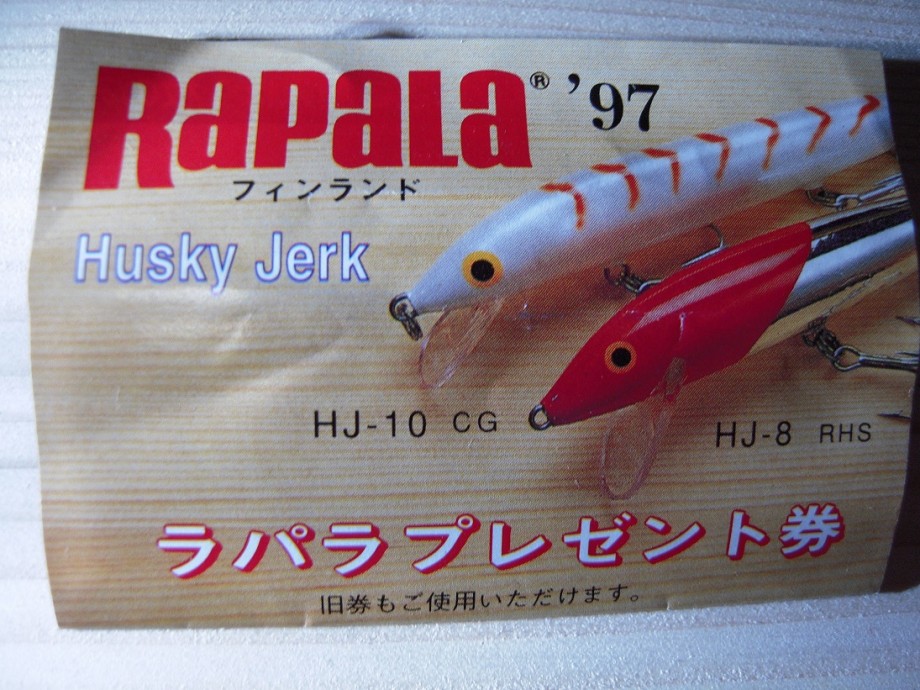 RAPALA® '97
フィンランド
Husky Jerk
HJ-10 CG
HJ-8 RHS
ラパラプレゼント券
旧券もご使用いただけます。